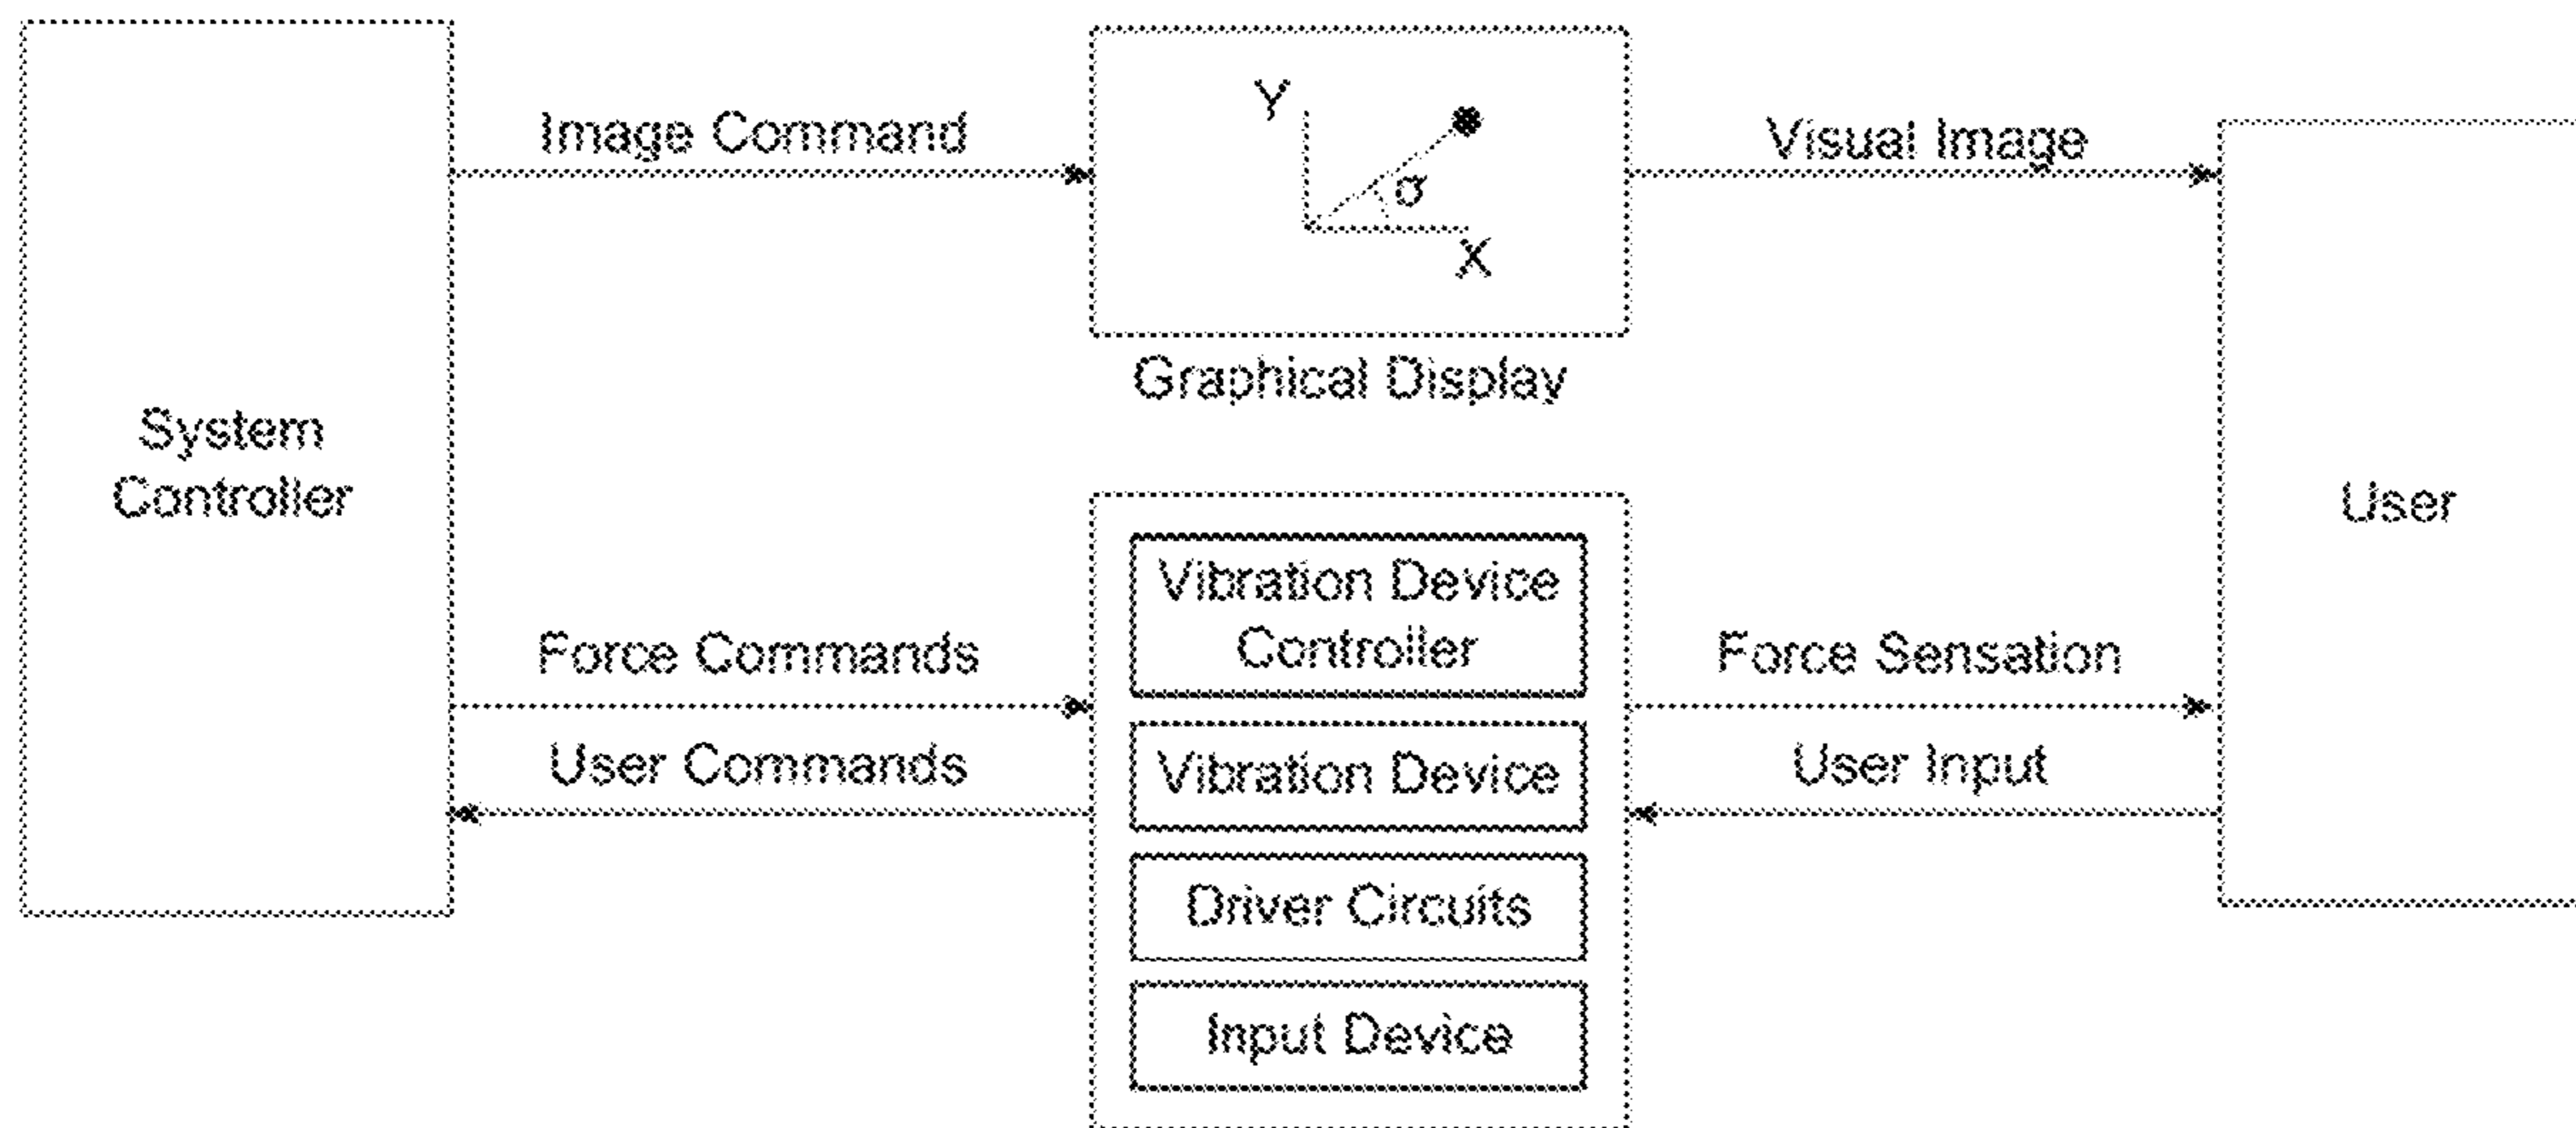 Image Command
Y
σ
X
Visual Image
Graphical Display
System
Controller
User
Vibration Device
Controller
Force Commands
Force Sensation
User Commands
Vibration Device
User Input
Driver Circuits
Input Device